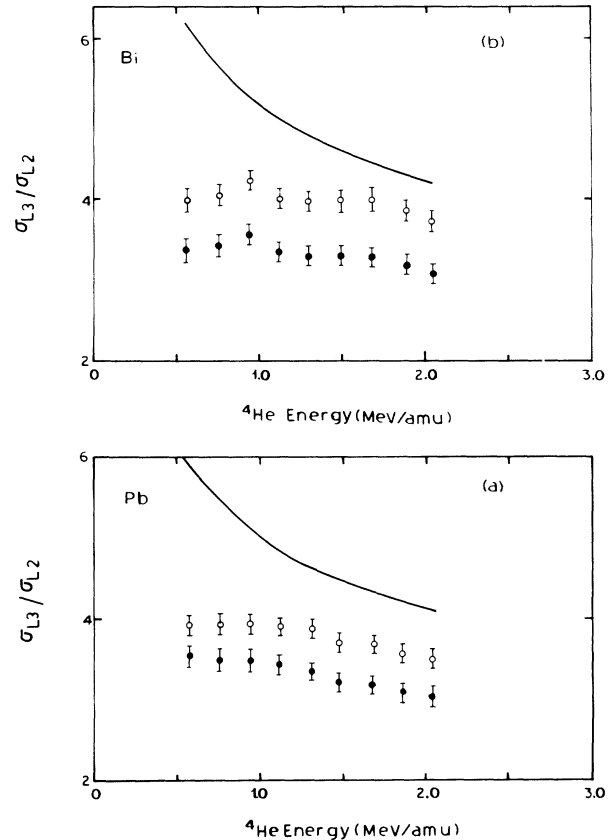 6
Bi
(b)
σL3/σL2
4
2
0
1.0
2.0
3.0
⁴He Energy(MeV/amu)
6
Pb
(a)
σL3/σL2
4
2
0
1.0
2.0
3.0
⁴He Energy(MeV/amu)